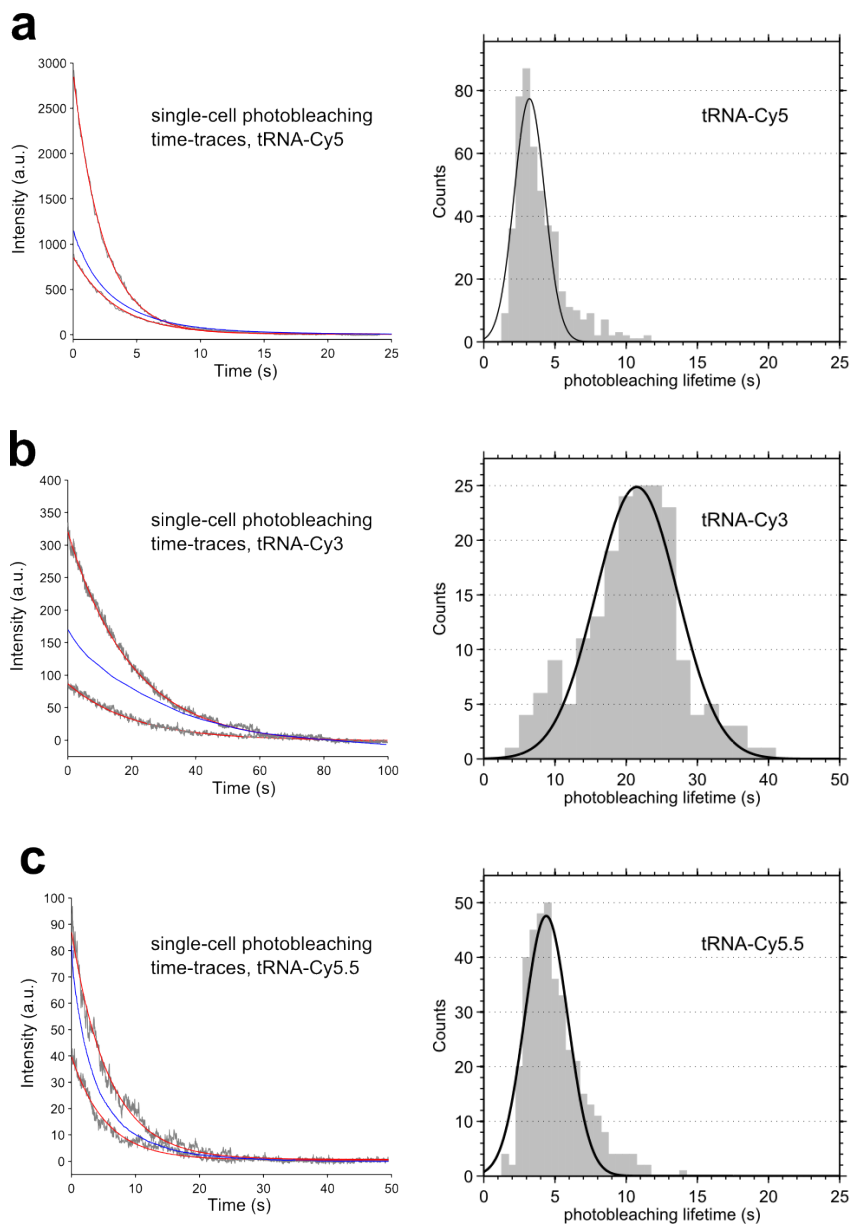 a
3000
2500
2000
1500
1000
500
0
0 5 10 15 20 25
Intensity (a.u.)
Time (s)
single-cell photobleaching
time-traces, tRNA-Cy5
80
60
40
20
0
0 5 10 15 20 25
Counts
photobleaching lifetime (s)
tRNA-Cy5
b
400
350
300
250
200
150
100
50
0
0 20 40 60 80 100
Intensity (a.u.)
Time (s)
single-cell photobleaching
time-traces, tRNA-Cy3
25
20
15
10
5
0
0 10 20 30 40 50
Counts
photobleaching lifetime (s)
tRNA-Cy3
c
100
90
80
70
60
50
40
30
20
10
0
0 10 20 30 40 50
Intensity (a.u.)
Time (s)
single-cell photobleaching
time-traces, tRNA-Cy5.5
50
40
30
20
10
0
0 5 10 15 20 25
Counts
photobleaching lifetime (s)
tRNA-Cy5.5